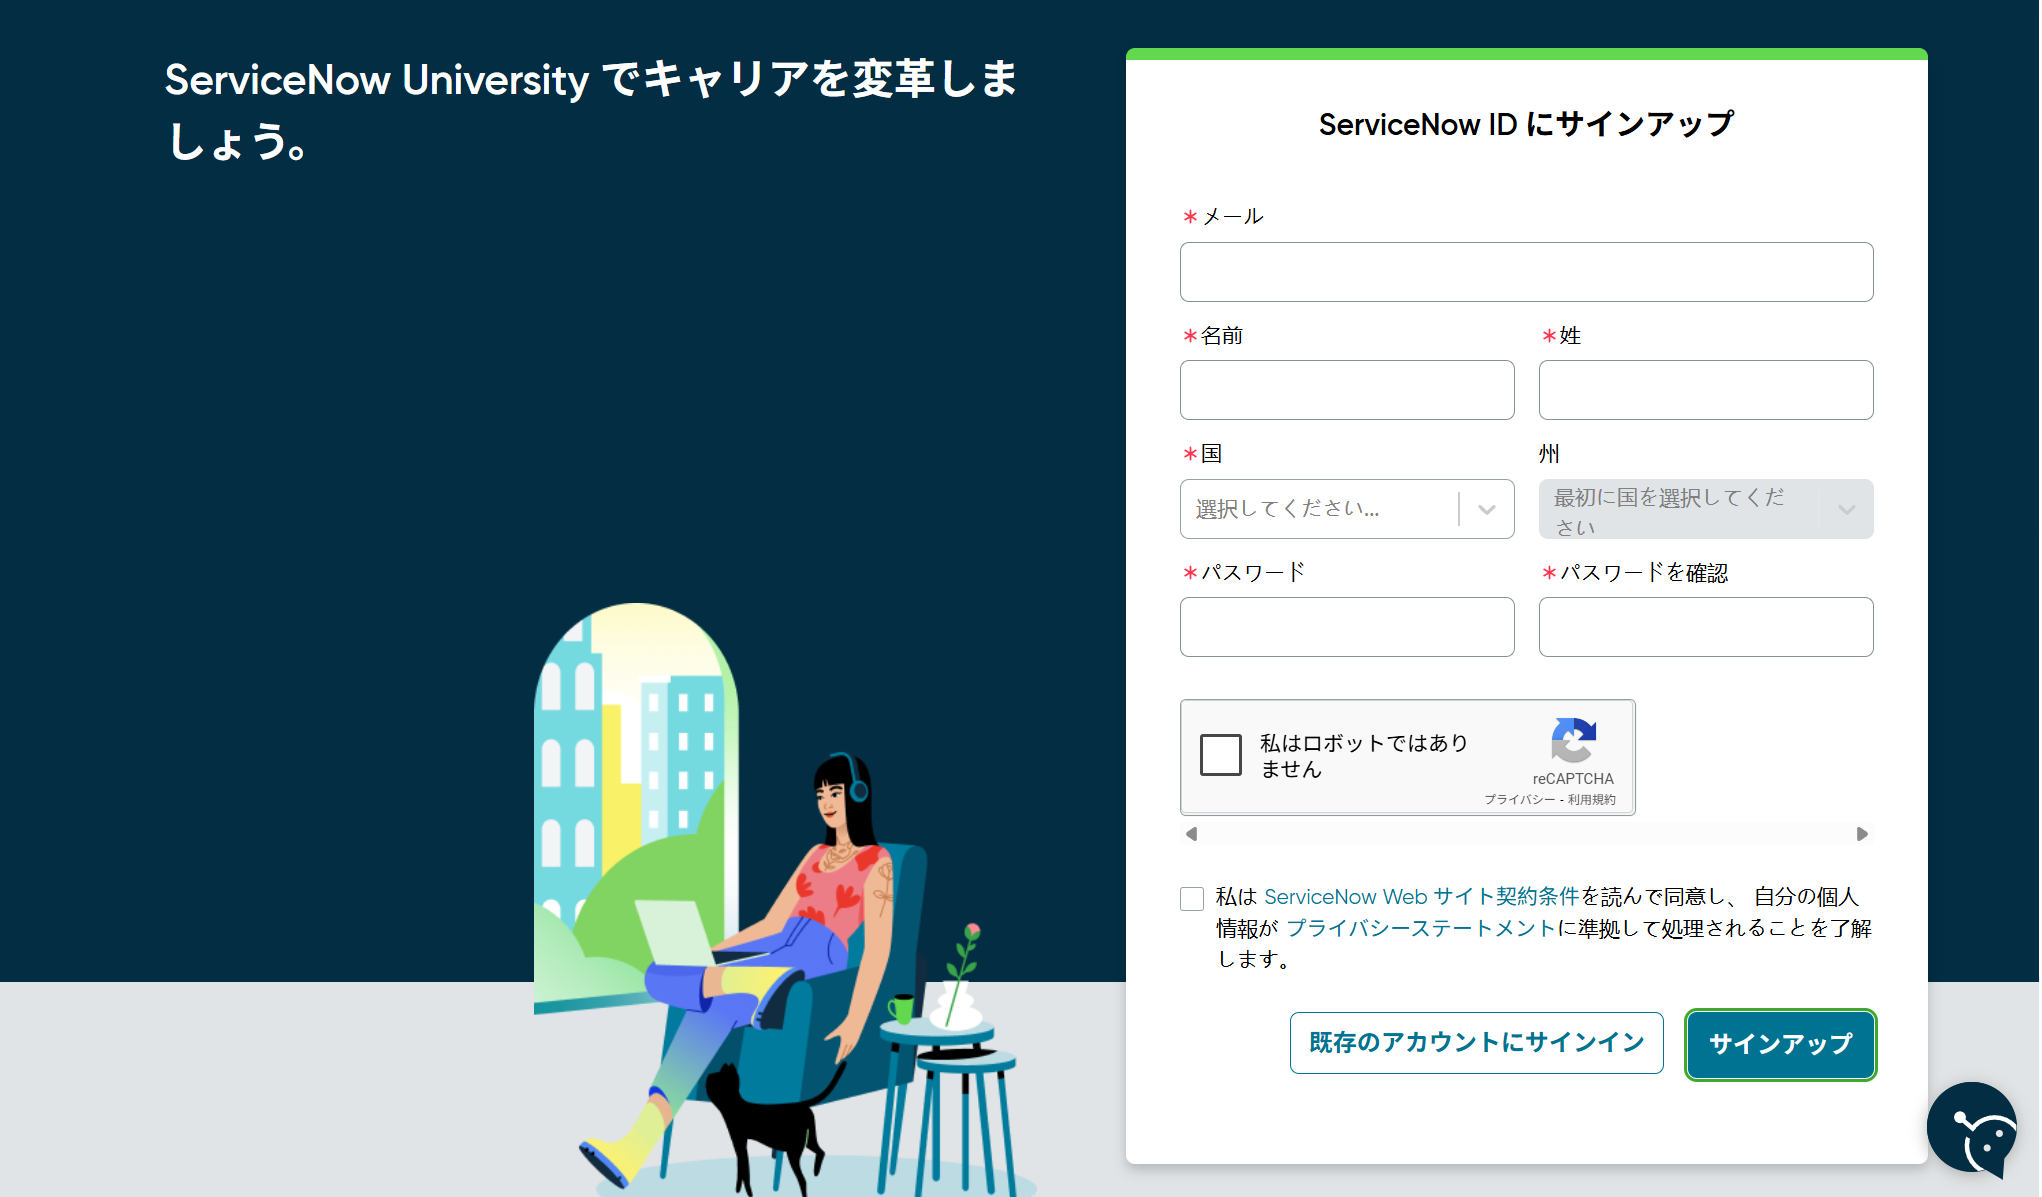 ServiceNow University でキャリアを変革しま
しょう。
ServiceNow ID にサインアップ
*メール
*名前
*姓
*国
州
選択してください...
最初に国を選択してくだ
さい
*パスワード
*パスワードを確認
私はロボットではあり
ません
reCAPTCHA
プライバシー - 利用規約
私は ServiceNow Web サイト契約条件を読んで同意し、 自分の個人
情報が プライバシーステートメントに準拠して処理されることを了解
します。
既存のアカウントにサインイン
サインアップ